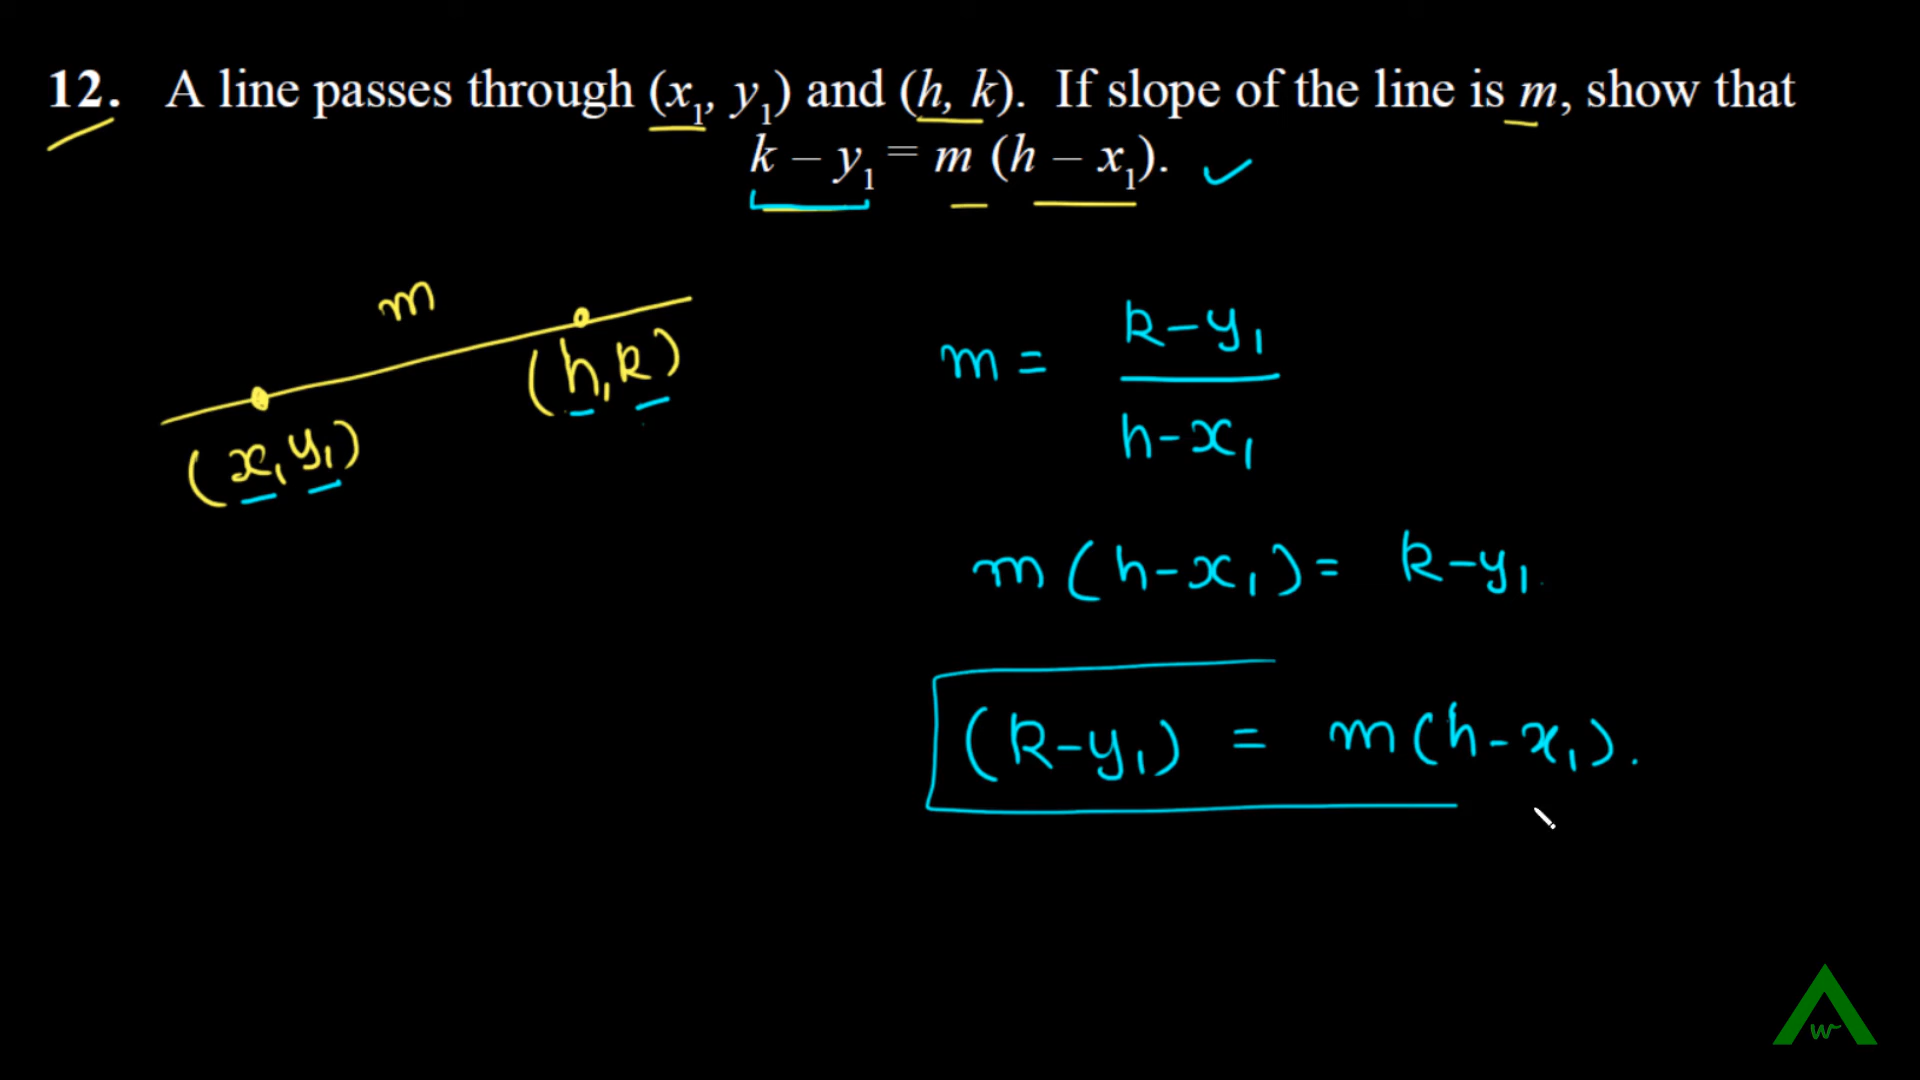 12. A line passes through (x₁, y₁) and (h, k). If slope of the line is m, show that
k – y₁ = m (h – x₁).
m
(h, k)
(x₁, y₁)
m = k-y₁
h-x₁
m(h-x₁) = k-y₁.
(k-y₁) = m(h-x₁).
w